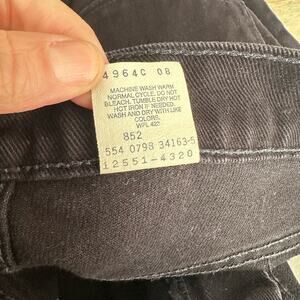 4964C 08
MACHINE WASH WARM
NORMAL CYCLE. DO NOT
BLEACH. TUMBLE DRY HOT
HOT IRON IF NEEDED.
WASH AND DRY WITH LIKE
COLORS.
WPL 423
852
554 0798 34163-5
12551-4320